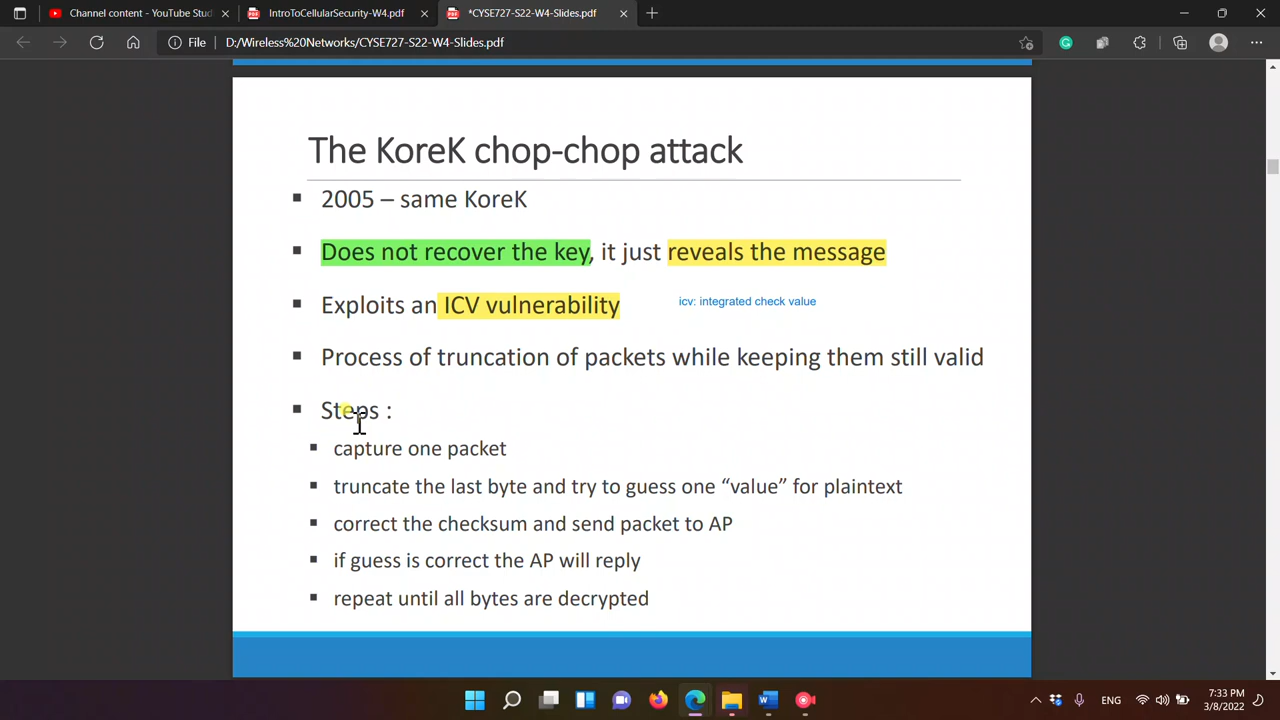 Channel content - YouTube Stud
IntroToCellularSecurity-W4.pdf
*CYSE727-S22-W4-Slides.pdf
File
D:/Wireless%20Networks/CYSE727-S22-W4-Slides.pdf
The KoreK chop-chop attack
▪ 2005 – same KoreK
▪ Does not recover the key, it just reveals the message
▪ Exploits an ICV vulnerability
icv: integrated check value
▪ Process of truncation of packets while keeping them still valid
▪ Steps :
▪ capture one packet
▪ truncate the last byte and try to guess one “value” for plaintext
▪ correct the checksum and send packet to AP
▪ if guess is correct the AP will reply
▪ repeat until all bytes are decrypted
ENG
7:33 PM
3/8/2022